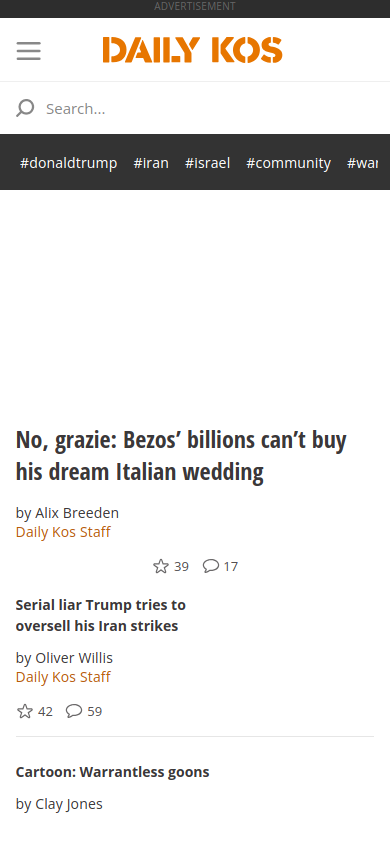 ADVERTISEMENT
DAILY KOS
Search...
#donaldtrump #iran #israel #community #war
No, grazie: Bezos’ billions can’t buy
his dream Italian wedding
by Alix Breeden
Daily Kos Staff
39 17
Serial liar Trump tries to
oversell his Iran strikes
by Oliver Willis
Daily Kos Staff
42 59
Cartoon: Warrantless goons
by Clay Jones